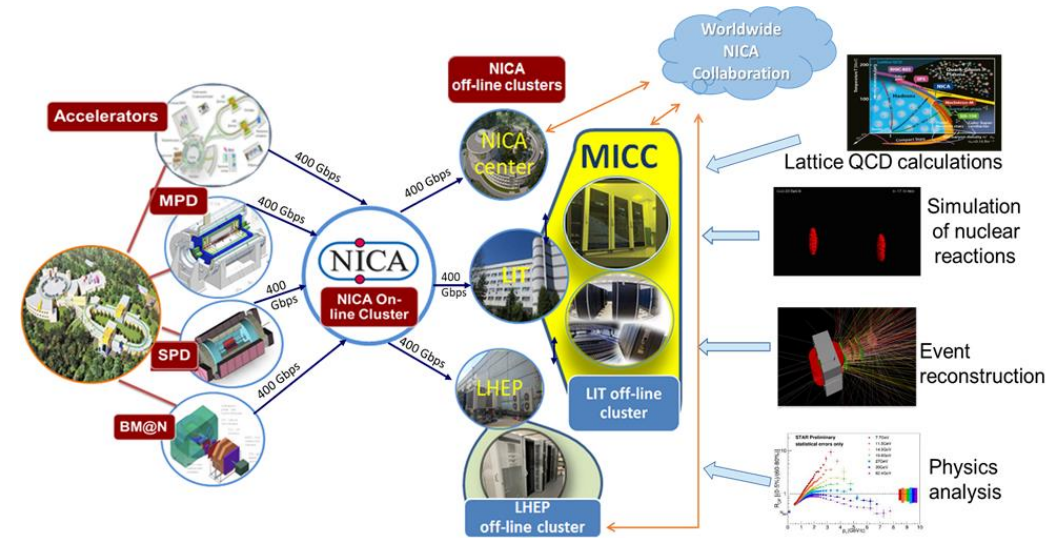 Worldwide
NICA
Collaboration
NICA
off-line clusters
Accelerators
400 Gbps
MPD
400 Gbps
400
Gbps
SPD
400 Gbps
BM@N
NICA
NICA On-
line Cluster
400 Gbps
400
Gbps
400 Gbps
NICA
center
LIT
LHEP
MICC
LIT off-line
cluster
LHEP
off-line cluster
Lattice QCD calculations
Simulation
of nuclear
reactions
Event
reconstruction
Physics
analysis
NICA
Hadrons
STAR Preliminary
statistical errors only